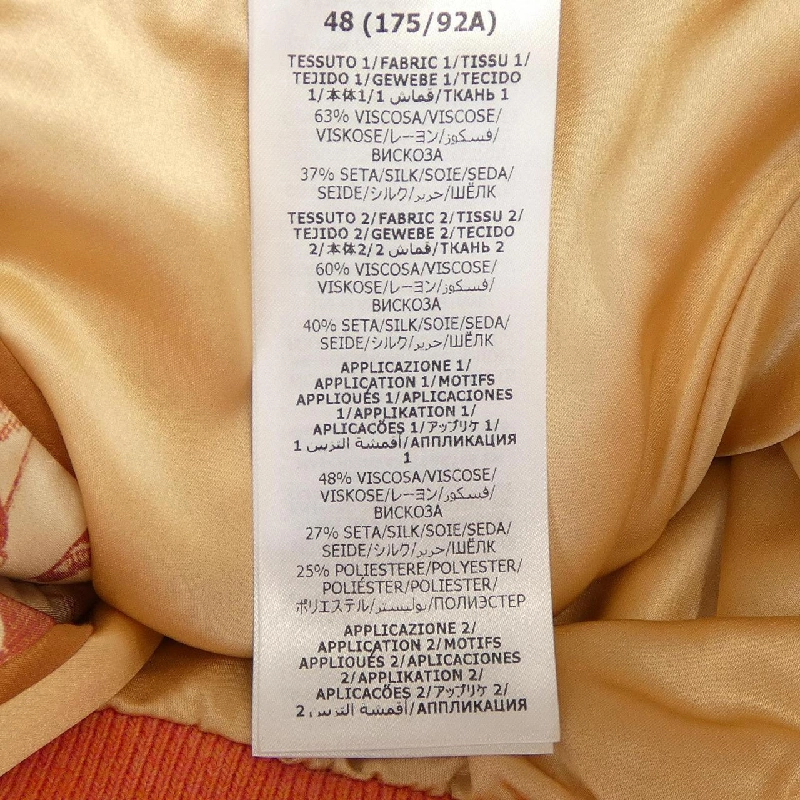 48 (175/92A)
TESSUTO 1/FABRIC 1/TISSU 1/
TEJIDO 1/GEWEBE 1/TECIDO
1/本体1/قماش 1/ТКАНЬ 1
63% VISCOSA/VISCOSE/
VISKOSE/レーヨン/فسكوز/
ВИСКОЗА
37% SETA/SILK/SOIE/SEDA/
SEIDE/シルク/حرير/ШЁЛК
TESSUTO 2/FABRIC 2/TISSU 2/
TEJIDO 2/GEWEBE 2/TECIDO
2/本体2/قماش 2/ТКАНЬ 2
60% VISCOSA/VISCOSE/
VISKOSE/レーヨン/فسكوز/
ВИСКОЗА
40% SETA/SILK/SOIE/SEDA/
SEIDE/シルク/حرير/ШЁЛК
APPLICAZIONE 1/
APPLICATION 1/MOTIFS
APPLIQUÉS 1/APLICACIONES
1/APPLIKATION 1/
APLICACÕES 1/アップリケ 1/
أقمشة التزيين 1/АППЛИКАЦИЯ
1
48% VISCOSA/VISCOSE/
VISKOSE/レーヨン/فسكوز/
ВИСКОЗА
27% SETA/SILK/SOIE/SEDA/
SEIDE/シルク/حرير/ШЁЛК
25% POLIESTERE/POLYESTER/
POLIÉSTER/POLIESTER/
ポリエステル/بوليستر/ПОЛИЭСТЕР
APPLICAZIONE 2/
APPLICATION 2/MOTIFS
APPLIQUÉS 2/APLICACIONES
2/APPLIKATION 2/
APLICACÕES 2/アップリケ 2/
أقمشة التزيين 2/АППЛИКАЦИЯ